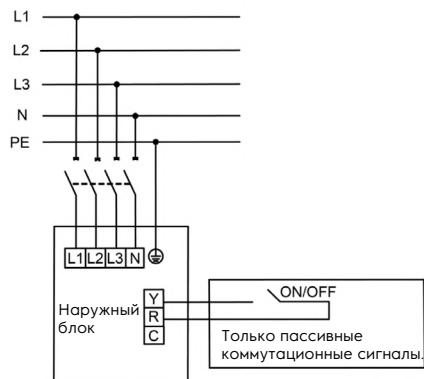 L1
L2
L3
N
PE
L1 L2 L3 N
Наружный
блок
Y
R
C
ON/OFF
Только пассивные
коммутационные сигналы.